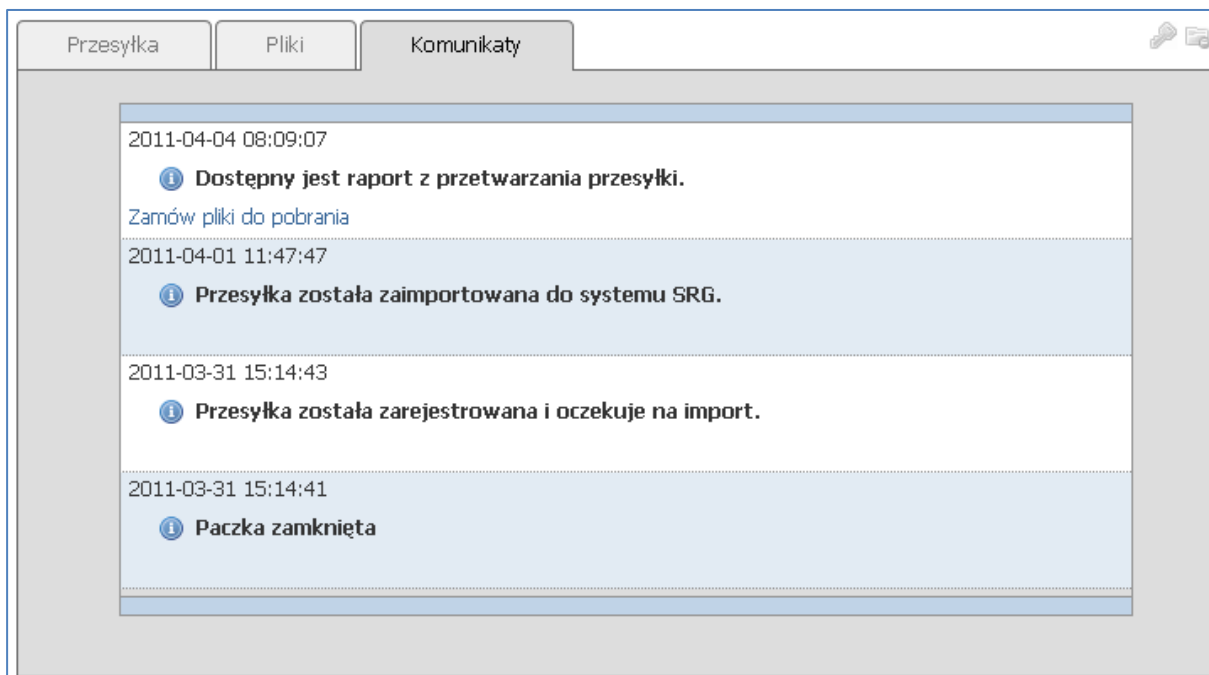 Przesyłka Pliki Komunikaty
2011-04-04 08:09:07
Dostępny jest raport z przetwarzania przesyłki.
Zamów pliki do pobrania
2011-04-01 11:47:47
Przesyłka została zaimportowana do systemu SRG.
2011-03-31 15:14:43
Przesyłka została zarejestrowana i oczekuje na import.
2011-03-31 15:14:41
Paczka zamknięta